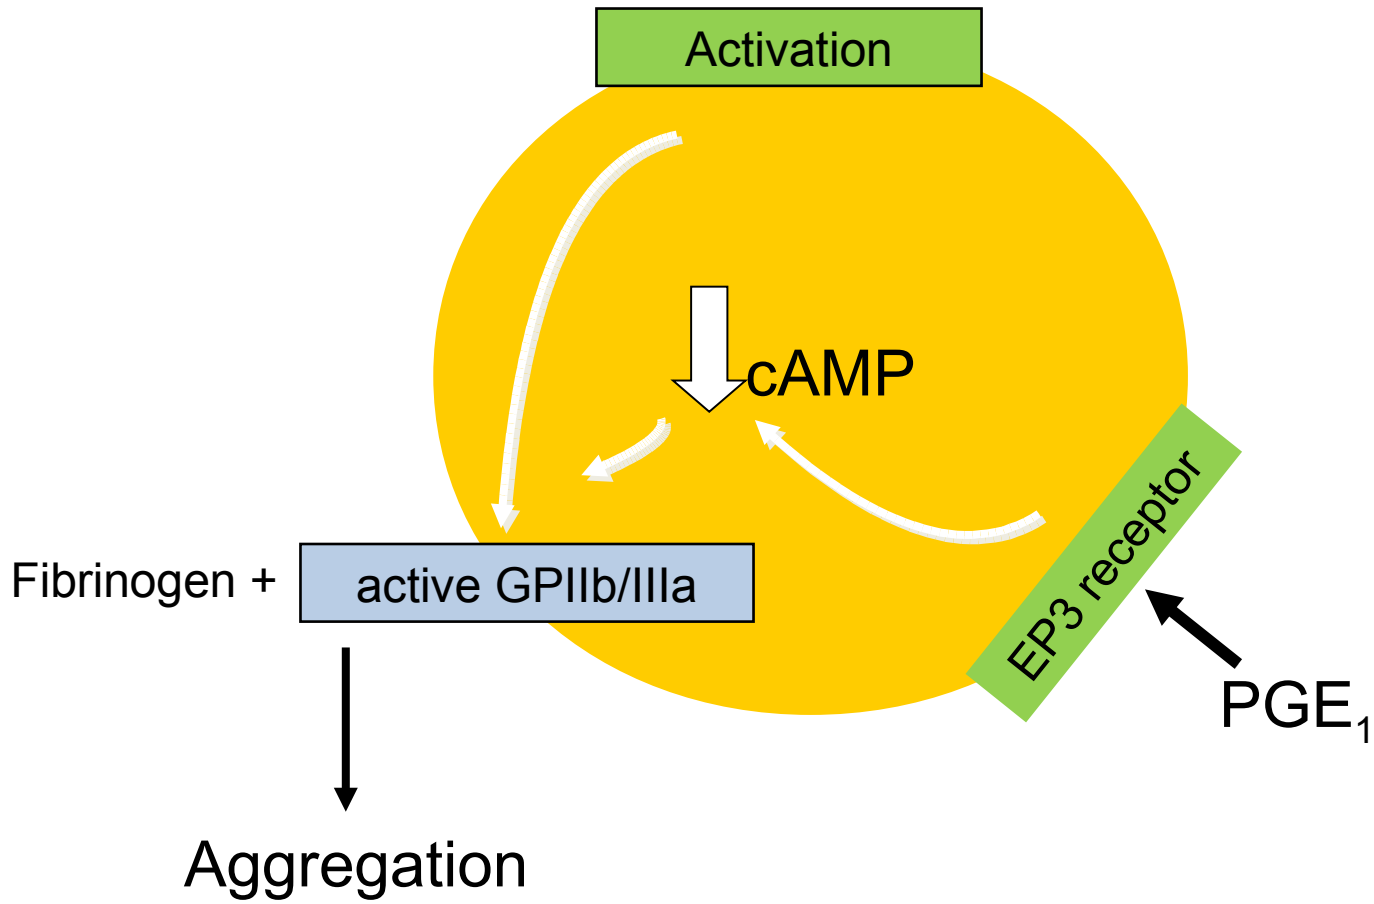 Activation
cAMP
EP3 receptor
Fibrinogen +
active GPIIb/IIIa
PGE₁
Aggregation